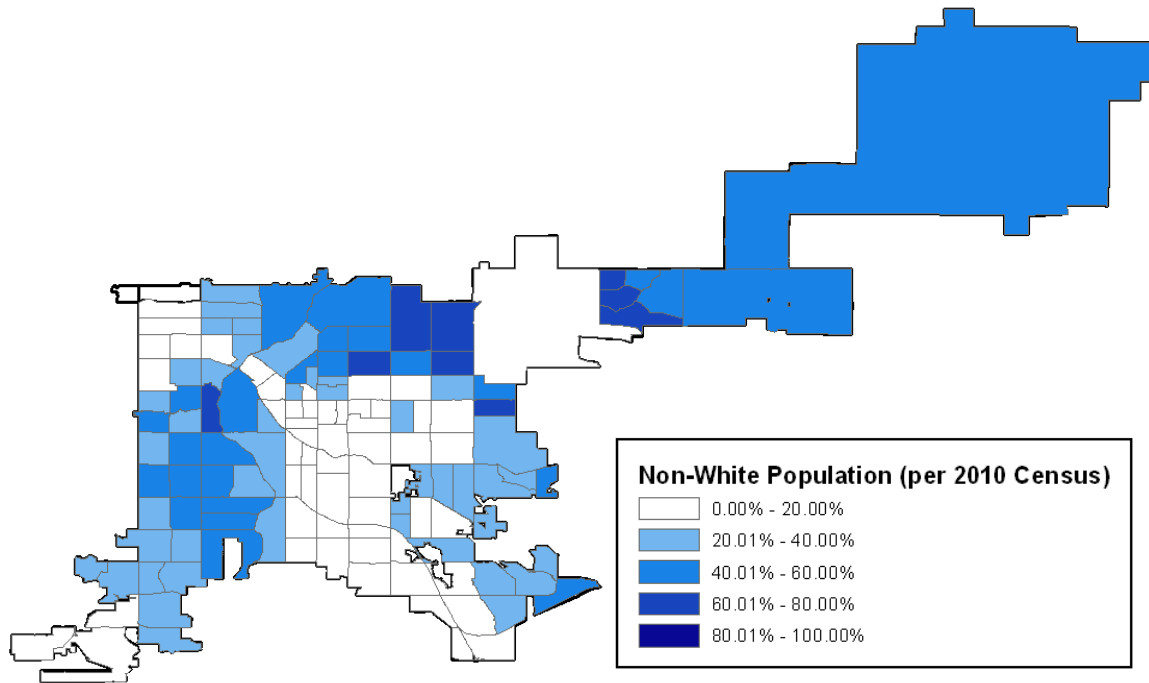 Non-White Population (per 2010 Census)
0.00% - 20.00%
20.01% - 40.00%
40.01% - 60.00%
60.01% - 80.00%
80.01% - 100.00%